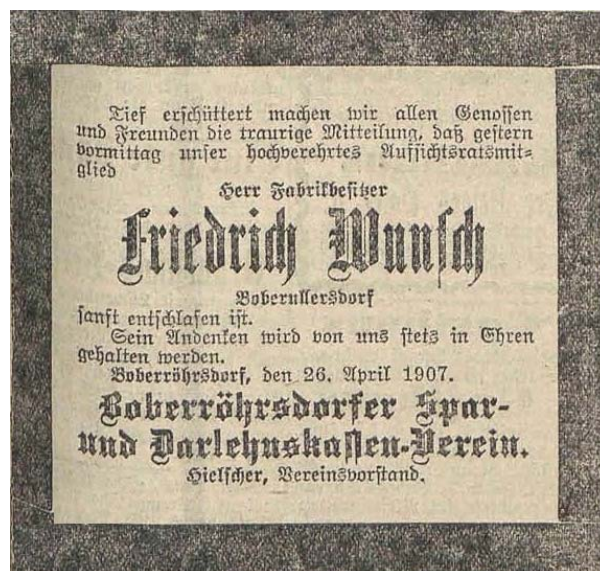 Tief erschüttert machen wir allen Genossen
und Freunden die traurige Mitteilung, daß gestern
vormittag unser hochverehrtes Aufsichtsratsmit-
glied
Herr Fabrikbesitzer
Friedrich Wunsch
Boberullersdorf
sanft entschlafen ist.
Sein Andenken wird von uns stets in Ehren
gehalten werden.
Boberröhrsdorf, den 26. April 1907.
Boberröhrsdorfer Spar-
und Darlehnskassen-Verein.
Hielscher, Vereinsvorstand.